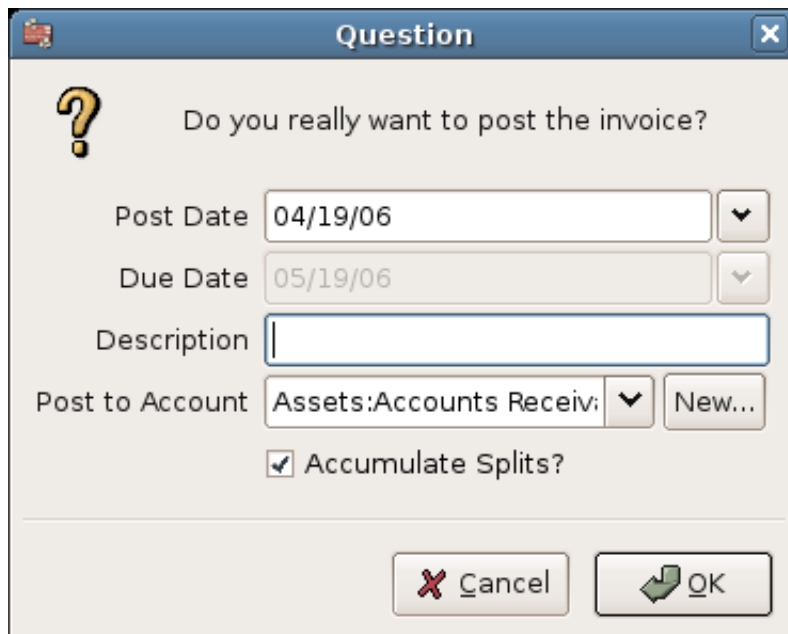 Question
Do you really want to post the invoice?
Post Date 04/19/06
Due Date 05/19/06
Description
Post to Account Assets:Accounts Receiva New...
Accumulate Splits?
Cancel OK